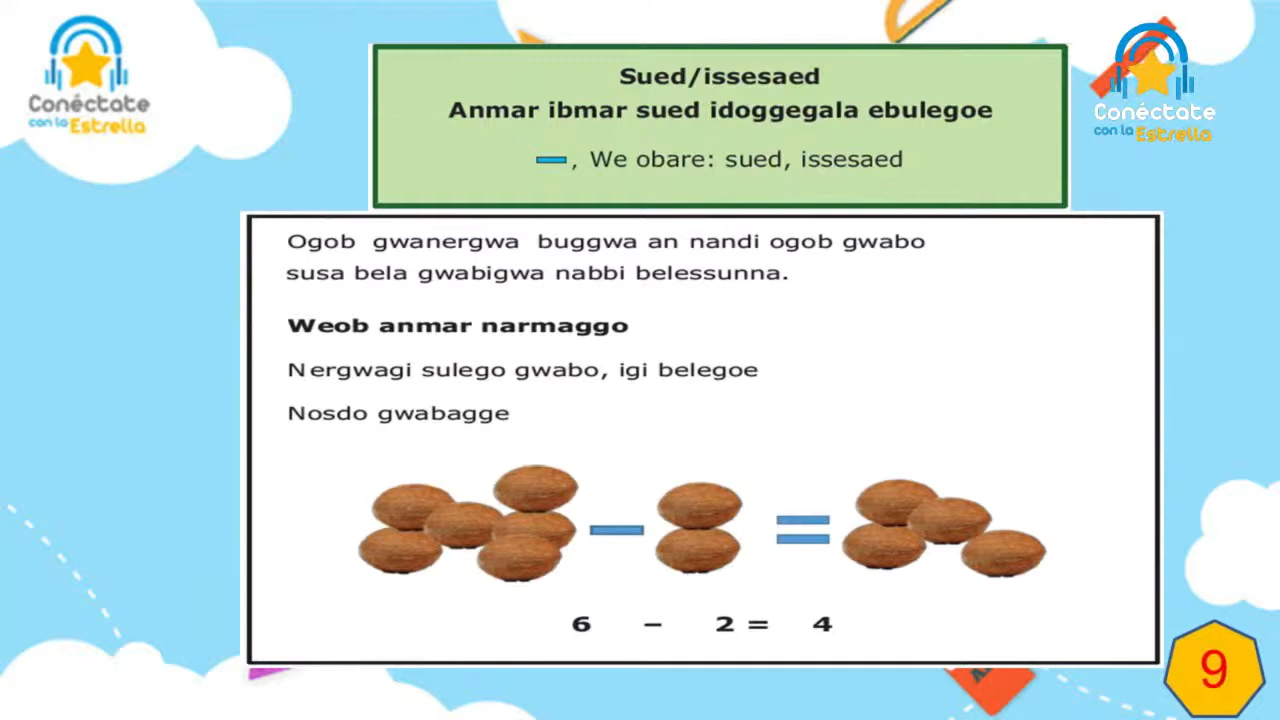 Conéctate
con la Estrella
Sued/issesaed
Anmar ibmar sued idoggegala ebulegoe
, We obare: sued, issesaed
Conéctate
con la Estrella
Ogob gwanergwa buggwa an nandi ogob gwabo
susa bela gwabigwa nabbi belessunna.
Weob anmar narmaggo
Nergwagi sulego gwabo, igi belegoe
Nosdo gwabagge
6 – 2 = 4
9